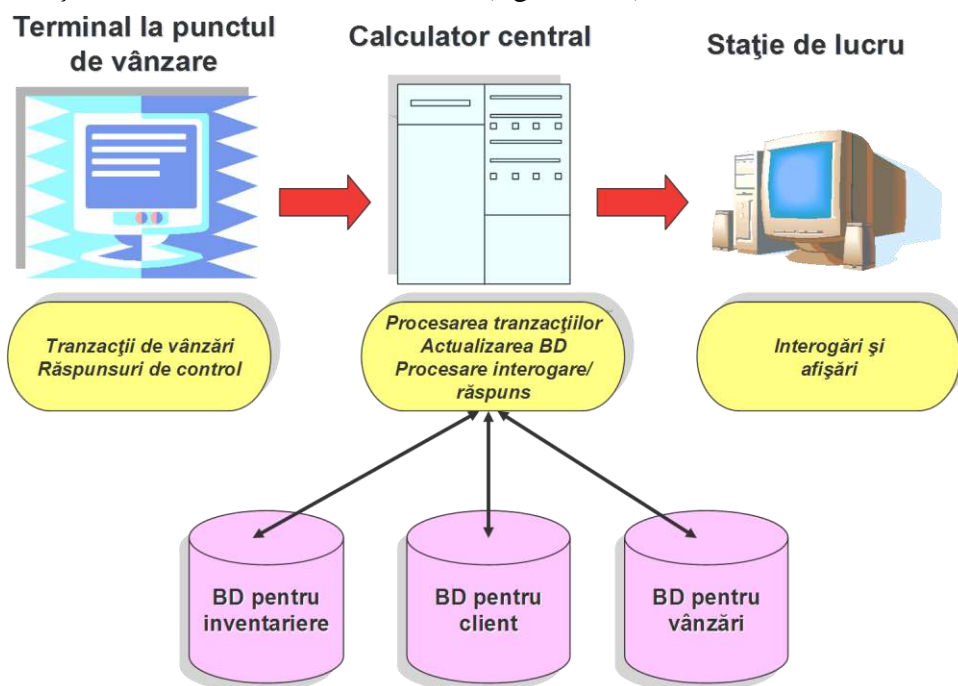 Terminal la punctul
de vânzare
Calculator central
Staţie de lucru
Tranzacţii de vânzări
Răspunsuri de control
Procesarea tranzacţiilor
Actualizarea BD
Procesare interogare/
răspuns
Interogări şi
afişări
BD pentru
inventariere
BD pentru
client
BD pentru
vânzări